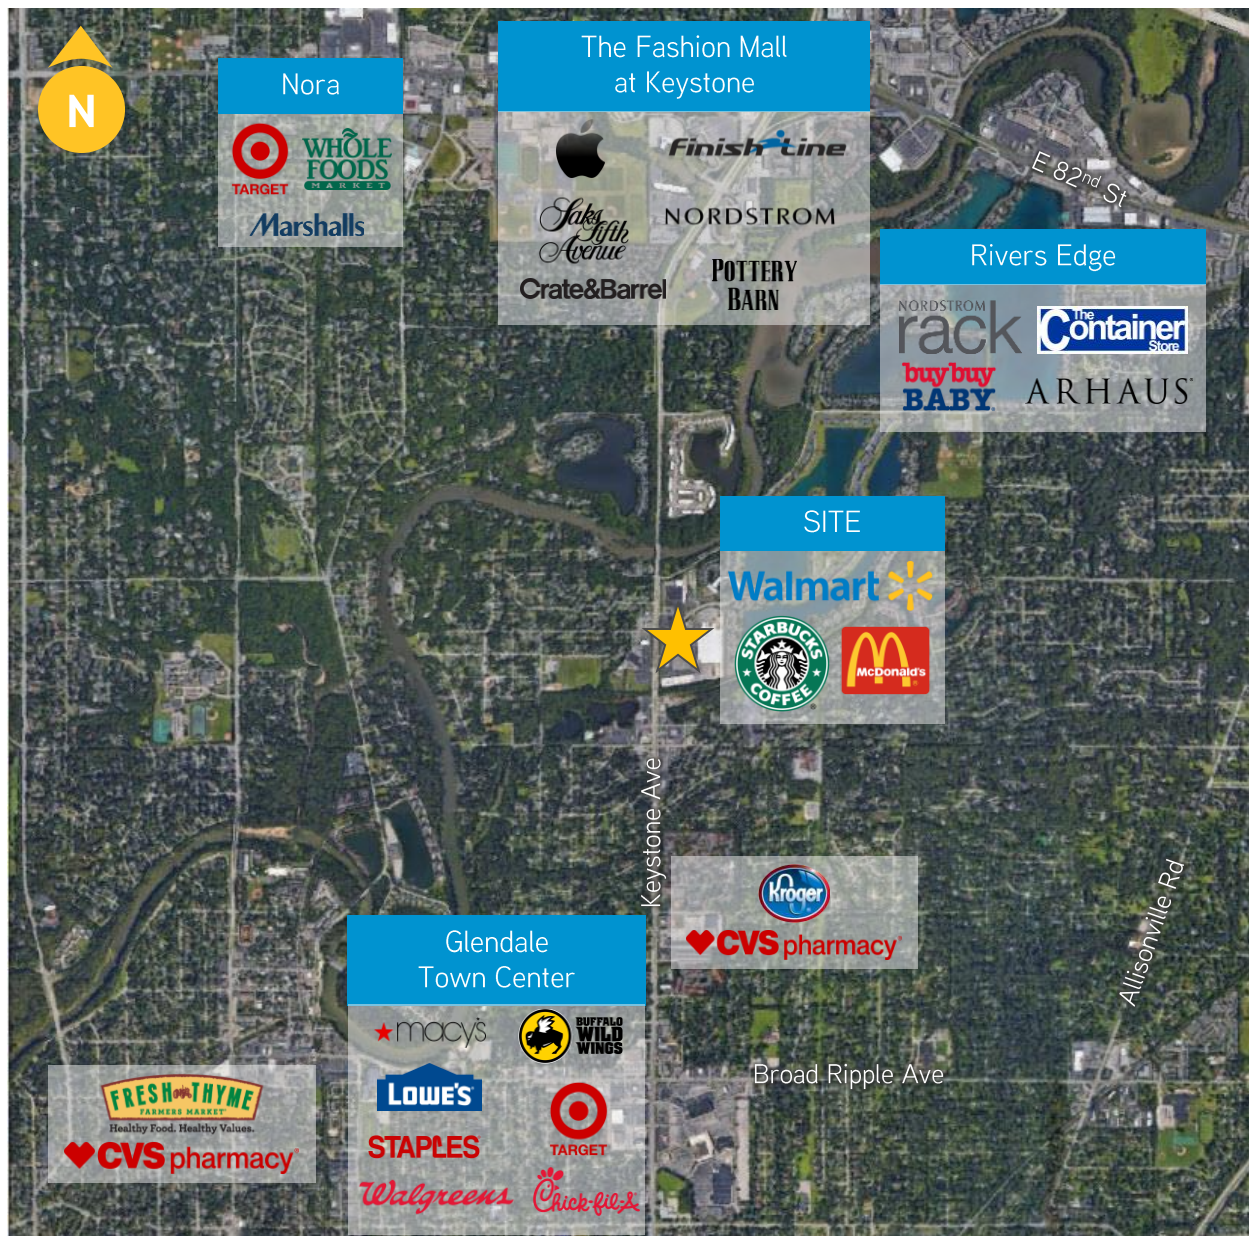 N
Nora
TARGET
WHOLE
FOODS
MARKET
Marshalls
The Fashion Mall
at Keystone
Finish Line
Saks
Fifth
Avenue
NORDSTROM
Crate&Barrel
POTTERY
BARN
E 82nd St
Rivers Edge
NORDSTROM
rack
The
Container
Store
buybuy
BABY
ARHAUS
SITE
Walmart
STARBUCKS
COFFEE
McDonald's
Keystone Ave
Kroger
CVS pharmacy
Allisonville Rd
Glendale
Town Center
macy's
BUFFALO
WILD
WINGS
LOWE'S
TARGET
STAPLES
Walgreens
Chick-fil-A
Broad Ripple Ave
FRESH THYME
FARMERS MARKET
Healthy Food. Healthy Values.
CVS pharmacy